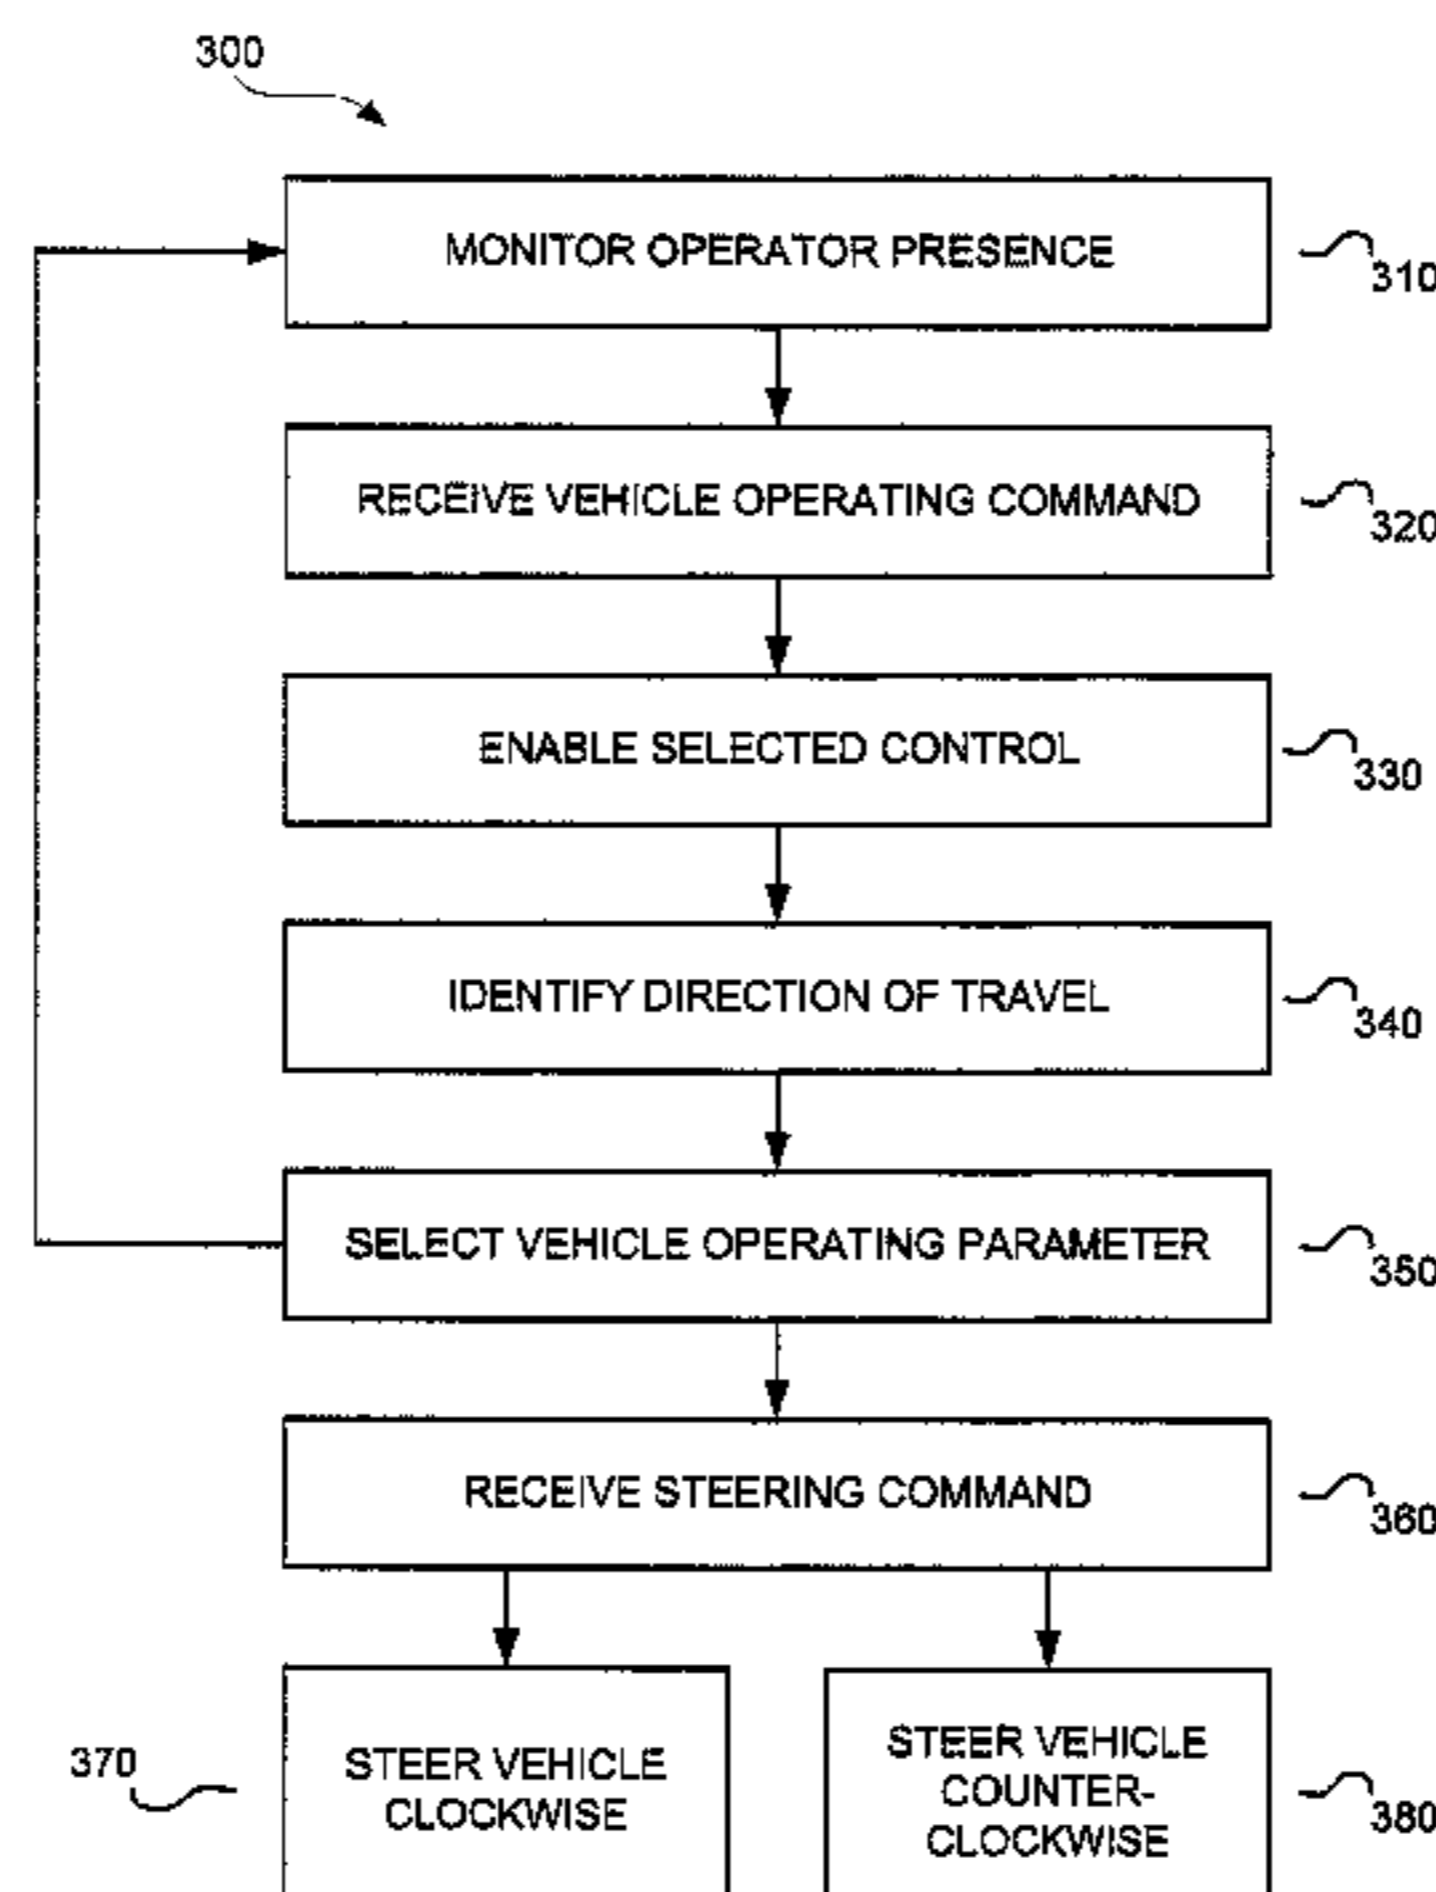 300
MONITOR OPERATOR PRESENCE
310
RECEIVE VEHICLE OPERATING COMMAND
320
ENABLE SELECTED CONTROL
330
IDENTIFY DIRECTION OF TRAVEL
340
SELECT VEHICLE OPERATING PARAMETER
350
RECEIVE STEERING COMMAND
360
370
STEER VEHICLE
CLOCKWISE
STEER VEHICLE
COUNTER-
CLOCKWISE
380